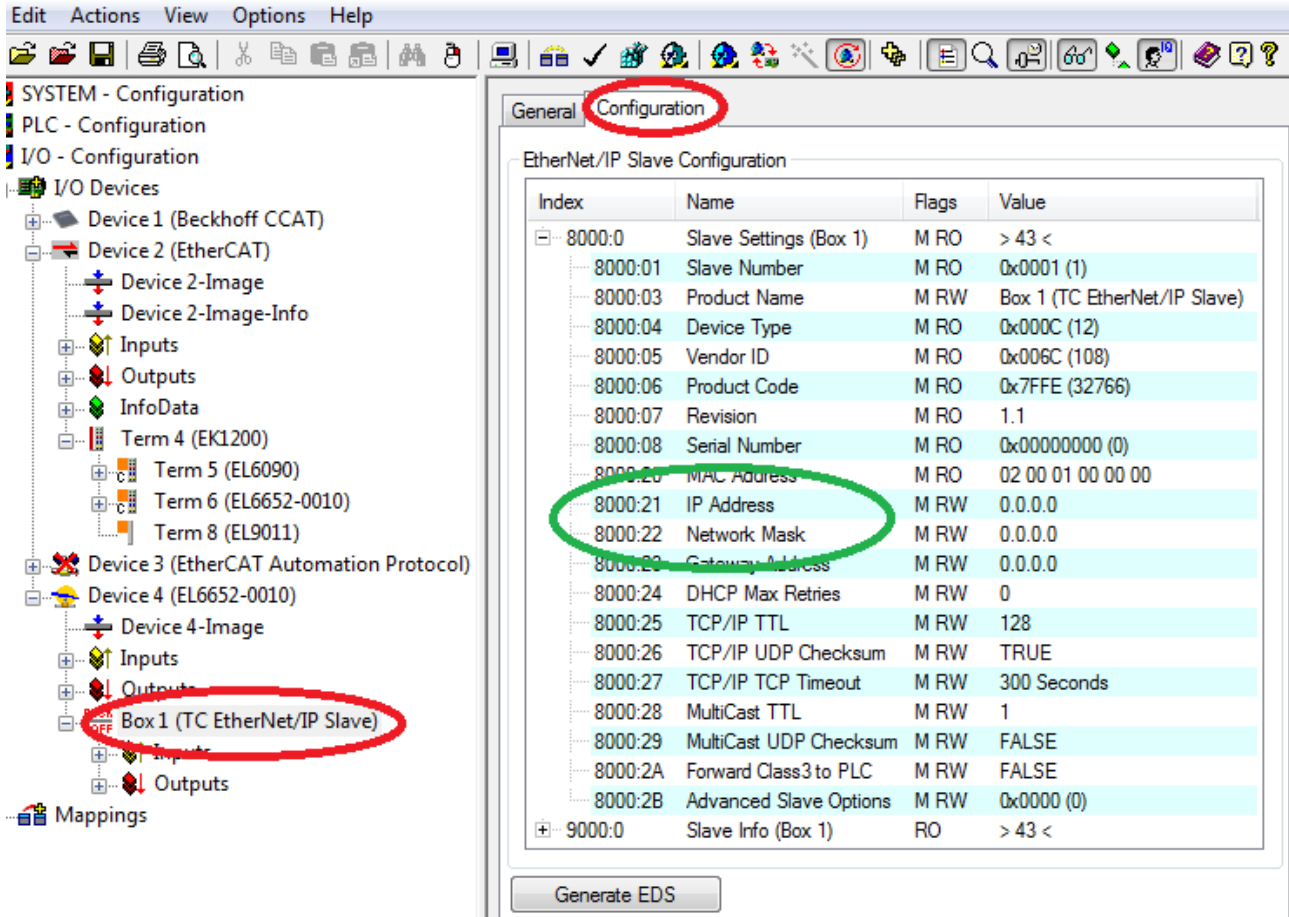 Edit Actions View Options Help
SYSTEM - Configuration
PLC - Configuration
I/O - Configuration
I/O Devices
Device 1 (Beckhoff CCAT)
Device 2 (EtherCAT)
Device 2-Image
Device 2-Image-Info
Inputs
Outputs
InfoData
Term 4 (EK1200)
Term 5 (EL6090)
Term 6 (EL6652-0010)
Term 8 (EL9011)
Device 3 (EtherCAT Automation Protocol)
Device 4 (EL6652-0010)
Device 4-Image
Inputs
Outputs
Box 1 (TC EtherNet/IP Slave)
Inputs
Outputs
Mappings
General Configuration
EtherNet/IP Slave Configuration
Index Name Flags Value
8000:0 Slave Settings (Box 1) M RO > 43 <
8000:01 Slave Number M RO 0x0001 (1)
8000:03 Product Name M RW Box 1 (TC EtherNet/IP Slave)
8000:04 Device Type M RO 0x000C (12)
8000:05 Vendor ID M RO 0x006C (108)
8000:06 Product Code M RO 0x7FFE (32766)
8000:07 Revision M RO 1.1
8000:08 Serial Number M RO 0x00000000 (0)
8000:20 MAC Address M RO 02 00 01 00 00 00
8000:21 IP Address M RW 0.0.0.0
8000:22 Network Mask M RW 0.0.0.0
8000:23 Gateway Address M RW 0.0.0.0
8000:24 DHCP Max Retries M RW 0
8000:25 TCP/IP TTL M RW 128
8000:26 TCP/IP UDP Checksum M RW TRUE
8000:27 TCP/IP TCP Timeout M RW 300 Seconds
8000:28 MultiCast TTL M RW 1
8000:29 MultiCast UDP Checksum M RW FALSE
8000:2A Forward Class3 to PLC M RW FALSE
8000:2B Advanced Slave Options M RW 0x0000 (0)
9000:0 Slave Info (Box 1) RO > 43 <
Generate EDS